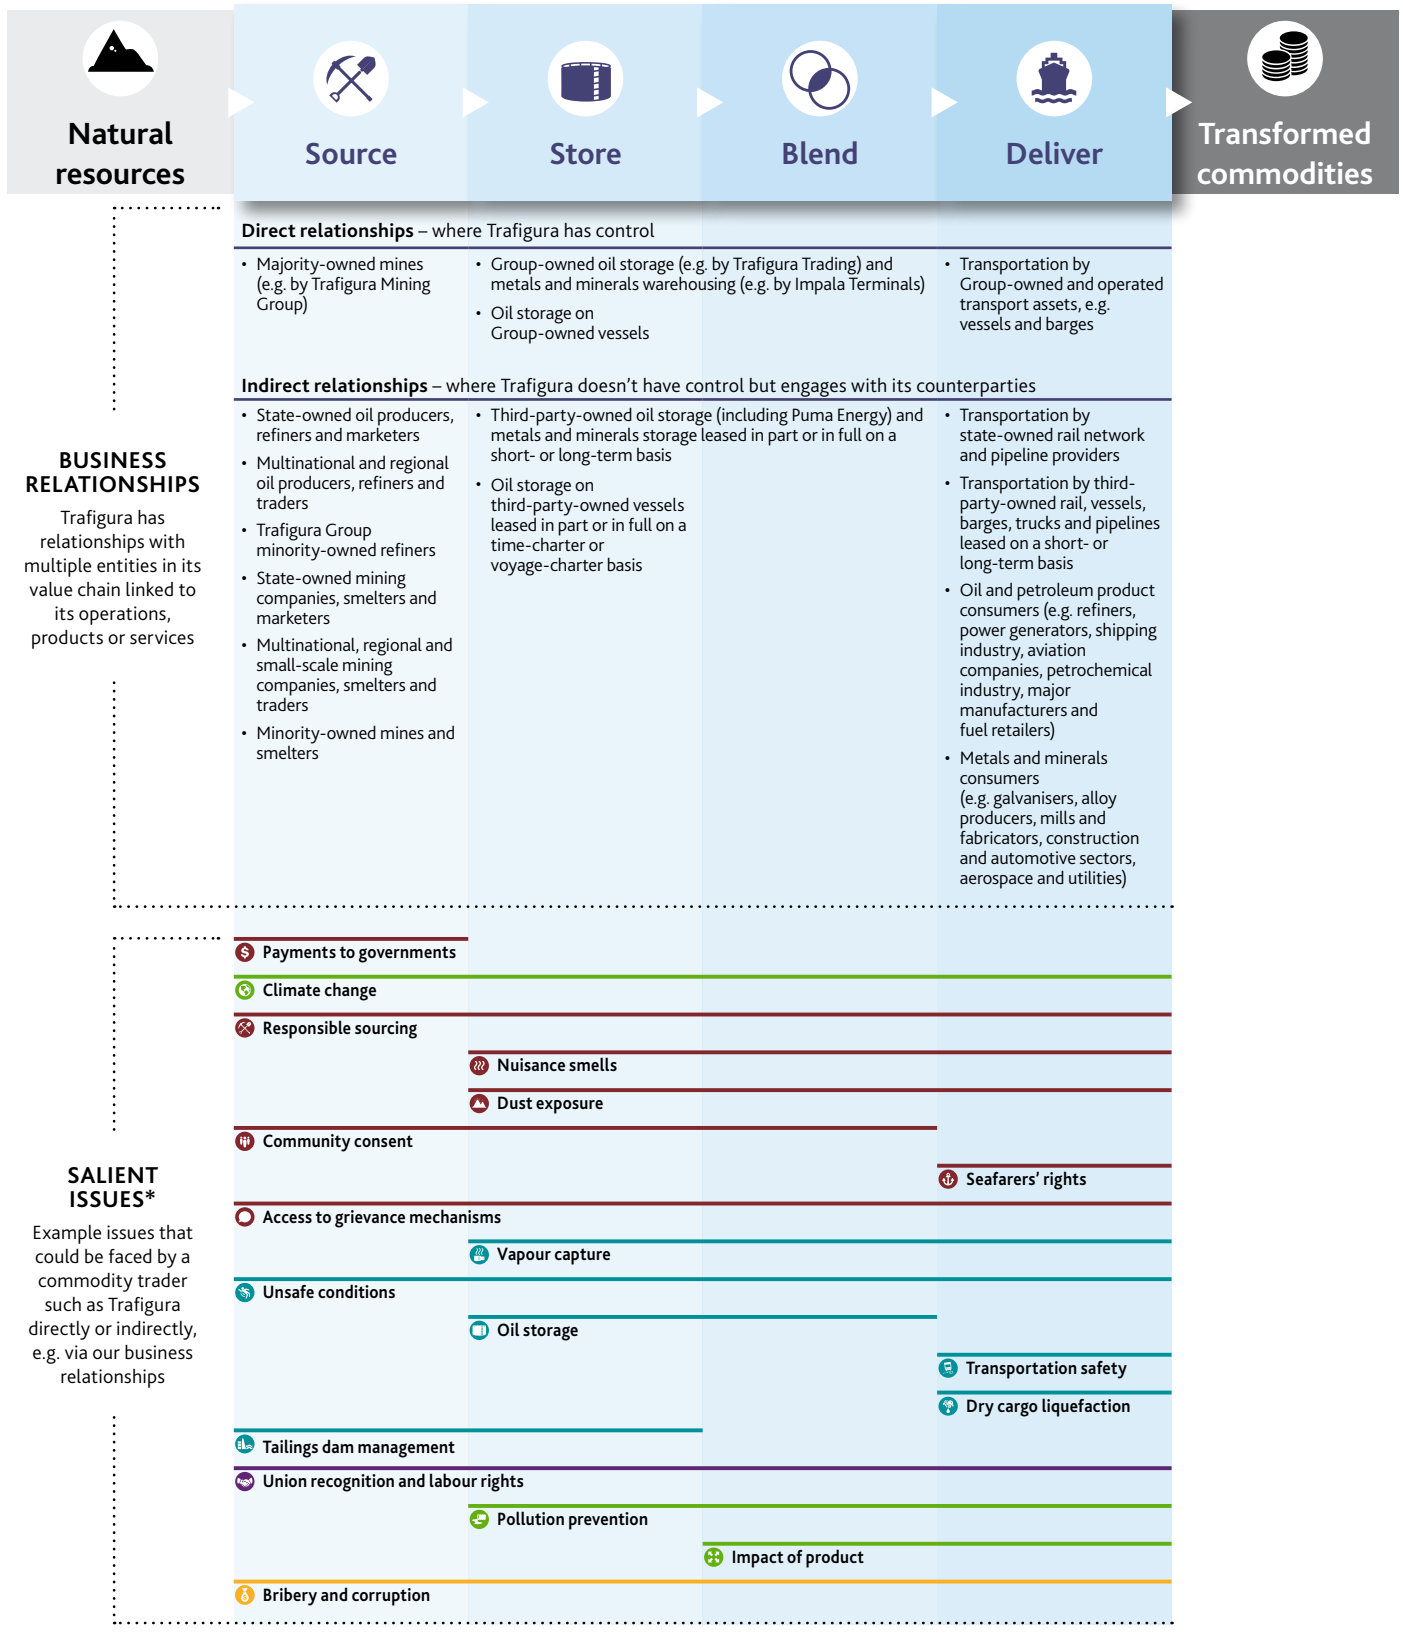 Natural
resources
Source
Store
Blend
Deliver
Transformed
commodities
Direct relationships – where Trafigura has control
• Majority-owned mines
(e.g. by Trafigura Mining
Group)
• Group-owned oil storage (e.g. by Trafigura Trading) and
metals and minerals warehousing (e.g. by Impala Terminals)
• Oil storage on
Group-owned vessels
• Transportation by
Group-owned and operated
transport assets, e.g.
vessels and barges
Indirect relationships – where Trafigura doesn’t have control but engages with its counterparties
• State-owned oil producers,
refiners and marketers
• Multinational and regional
oil producers, refiners and
traders
• Trafigura Group
minority-owned refiners
• State-owned mining
companies, smelters and
marketers
• Multinational, regional and
small-scale mining
companies, smelters and
traders
• Minority-owned mines and
smelters
• Third-party-owned oil storage (including Puma Energy) and
metals and minerals storage leased in part or in full on a
short- or long-term basis
• Oil storage on
third-party-owned vessels
leased in part or in full on a
time-charter or
voyage-charter basis
• Transportation by
state-owned rail network
and pipeline providers
• Transportation by third-
party-owned rail, vessels,
barges, trucks and pipelines
leased on a short- or
long-term basis
• Oil and petroleum product
consumers (e.g. refiners,
power generators, shipping
industry, aviation
companies, petrochemical
industry, major
manufacturers and
fuel retailers)
• Metals and minerals
consumers
(e.g. galvanisers, alloy
producers, mills and
fabricators, construction
and automotive sectors,
aerospace and utilities)
BUSINESS
RELATIONSHIPS
Trafigura has
relationships with
multiple entities in its
value chain linked to
its operations,
products or services
Payments to governments
Climate change
Responsible sourcing
Nuisance smells
Dust exposure
Community consent
Seafarers’ rights
Access to grievance mechanisms
Vapour capture
Unsafe conditions
Oil storage
Transportation safety
Dry cargo liquefaction
Tailings dam management
Union recognition and labour rights
Pollution prevention
Impact of product
Bribery and corruption
SALIENT
ISSUES*
Example issues that
could be faced by a
commodity trader
such as Trafigura
directly or indirectly,
e.g. via our business
relationships